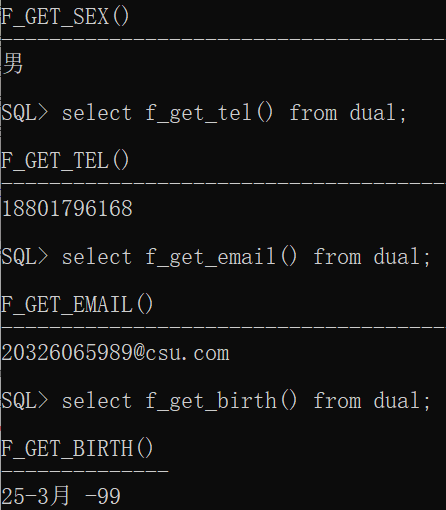 F_GET_SEX()
--------------------------------------
男
SQL> select f_get_tel() from dual;
F_GET_TEL()
--------------------------------------
18801796168
SQL> select f_get_email() from dual;
F_GET_EMAIL()
--------------------------------------
20326065989@csu.com
SQL> select f_get_birth() from dual;
F_GET_BIRTH()
--------------
25-3月 -99